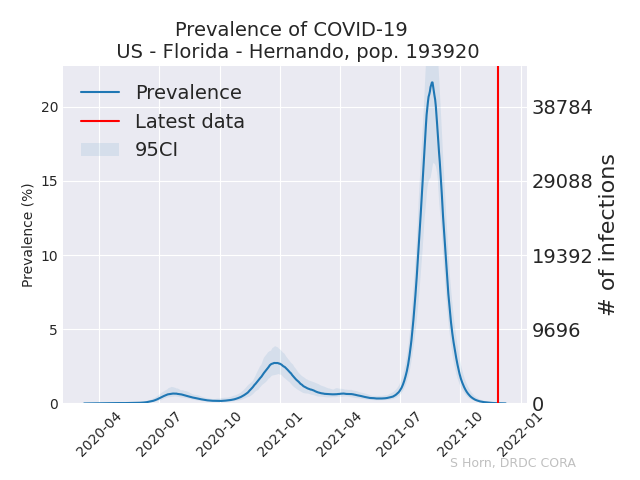 Prevalence of COVID-19
US - Florida - Hernando, pop. 193920
Prevalence
Latest data
95CI
Prevalence (%)
20
15
10
5
0
38784
29088
19392
9696
0
# of infections
2020-04
2020-07
2020-10
2021-01
2021-04
2021-07
2021-10
2022-01
S Horn, DRDC CORA